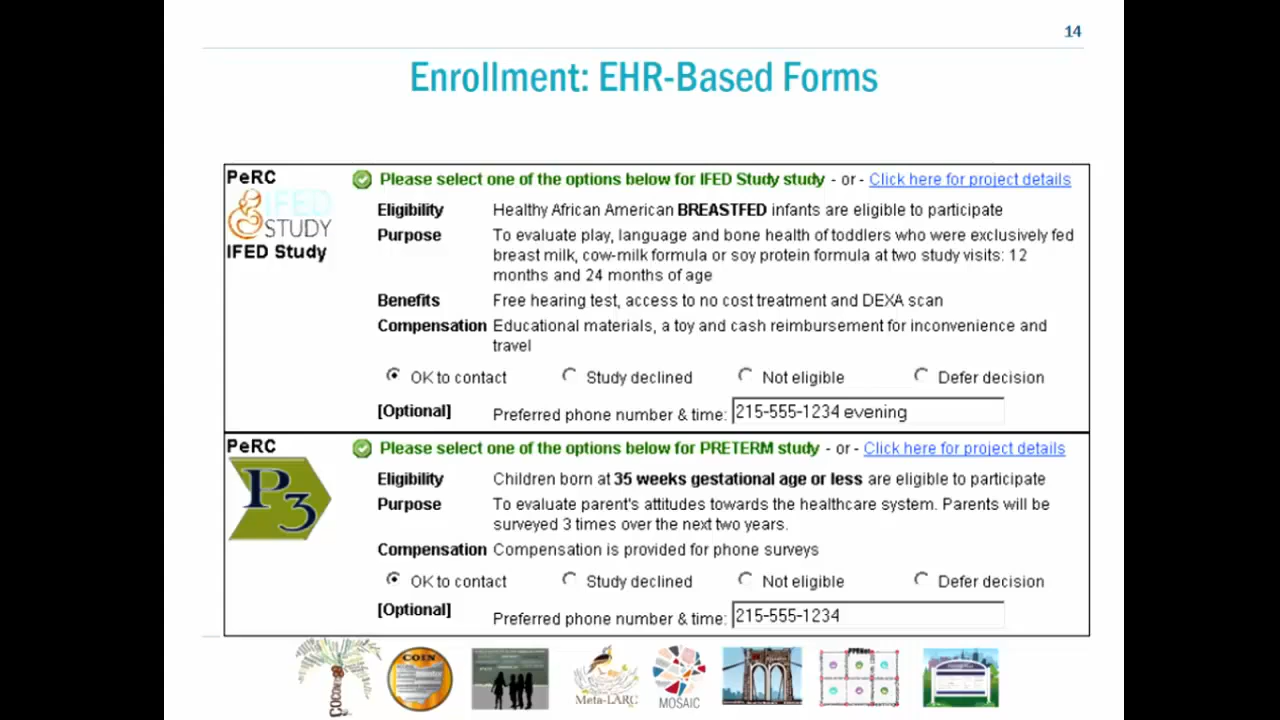 14
Enrollment: EHR-Based Forms
PeRC
IFED
STUDY
IFED Study
Please select one of the options below for IFED Study study - or - Click here for project details
Eligibility Healthy African American BREASTFED infants are eligible to participate
Purpose To evaluate play, language and bone health of toddlers who were exclusively fed
breast milk, cow-milk formula or soy protein formula at two study visits: 12
months and 24 months of age
Benefits Free hearing test, access to no cost treatment and DEXA scan
Compensation Educational materials, a toy and cash reimbursement for inconvenience and
travel
OK to contact Study declined Not eligible Defer decision
[Optional] Preferred phone number & time: 215-555-1234 evening
PeRC
P3
Please select one of the options below for PRETERM study - or - Click here for project details
Eligibility Children born at 35 weeks gestational age or less are eligible to participate
Purpose To evaluate parent's attitudes towards the healthcare system. Parents will be
surveyed 3 times over the next two years.
Compensation Compensation is provided for phone surveys
OK to contact Study declined Not eligible Defer decision
[Optional] Preferred phone number & time: 215-555-1234
COIN
Meta-LARC
MOSAIC